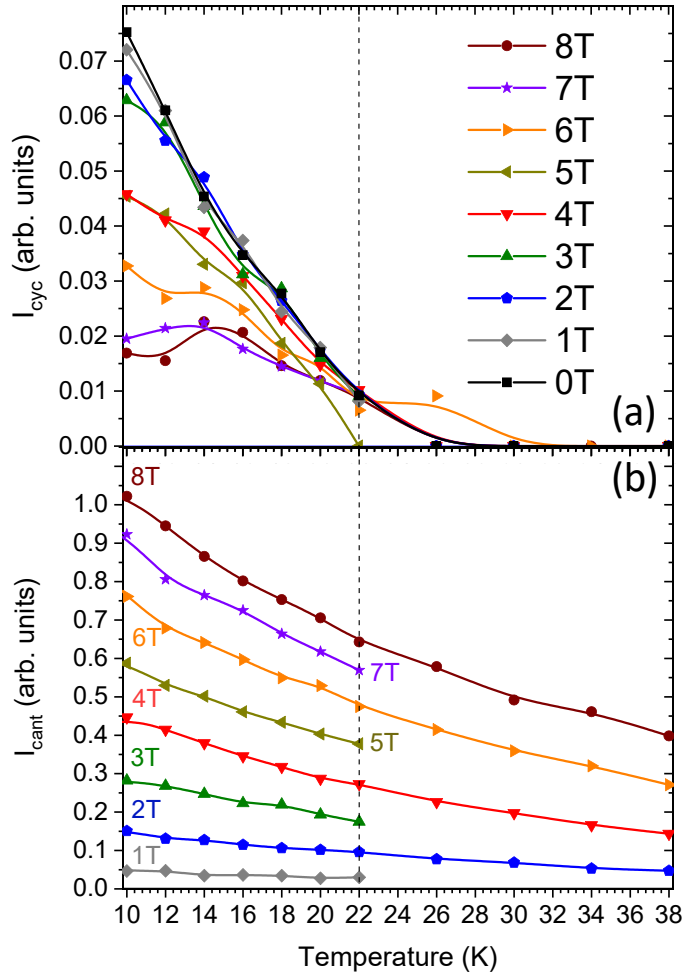 0.07
0.06
0.05
0.04
0.03
0.02
0.01
0.00
I_cyc (arb. units)
8T
7T
6T
5T
4T
3T
2T
1T
0T
(a)
(b)
1.0
0.9
0.8
0.7
0.6
0.5
0.4
0.3
0.2
0.1
0.0
I_cant (arb. units)
8T
6T
7T
4T
5T
3T
2T
1T
10 12 14 16 18 20 22 24 26 28 30 32 34 36 38
Temperature (K)